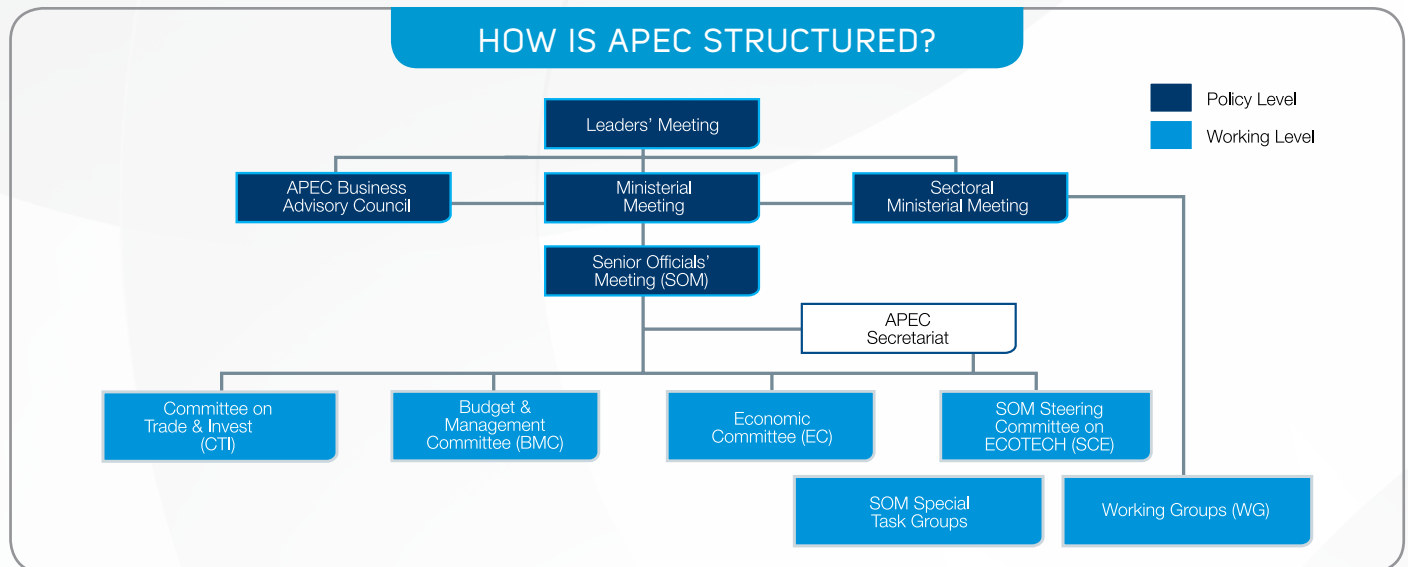 HOW IS APEC STRUCTURED?
Policy Level
Working Level
Leaders' Meeting
APEC Business
Advisory Council
Ministerial
Meeting
Sectoral
Ministerial Meeting
Senior Officials'
Meeting (SOM)
APEC
Secretariat
Committee on
Trade & Invest
(CTI)
Budget &
Management
Committee (BMC)
Economic
Committee (EC)
SOM Steering
Committee on
ECOTECH (SCE)
SOM Special
Task Groups
Working Groups (WG)